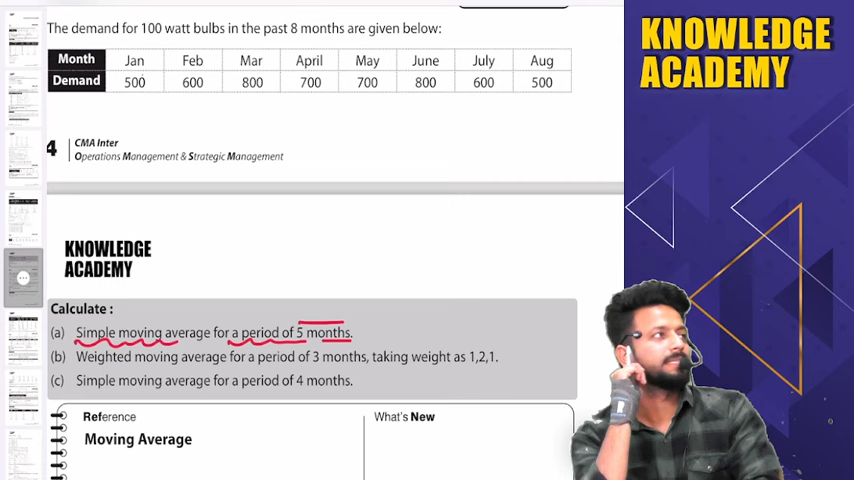 The demand for 100 watt bulbs in the past 8 months are given below:
Month Jan Feb Mar April May June July Aug
Demand 500 600 800 700 700 800 600 500
4
CMA Inter
Operations Management & Strategic Management
KNOWLEDGE
ACADEMY
Calculate :
(a) Simple moving average for a period of 5 months.
(b) Weighted moving average for a period of 3 months, taking weight as 1,2,1.
(c) Simple moving average for a period of 4 months.
Reference
What's New
Moving Average
KNOWLEDGE
ACADEMY